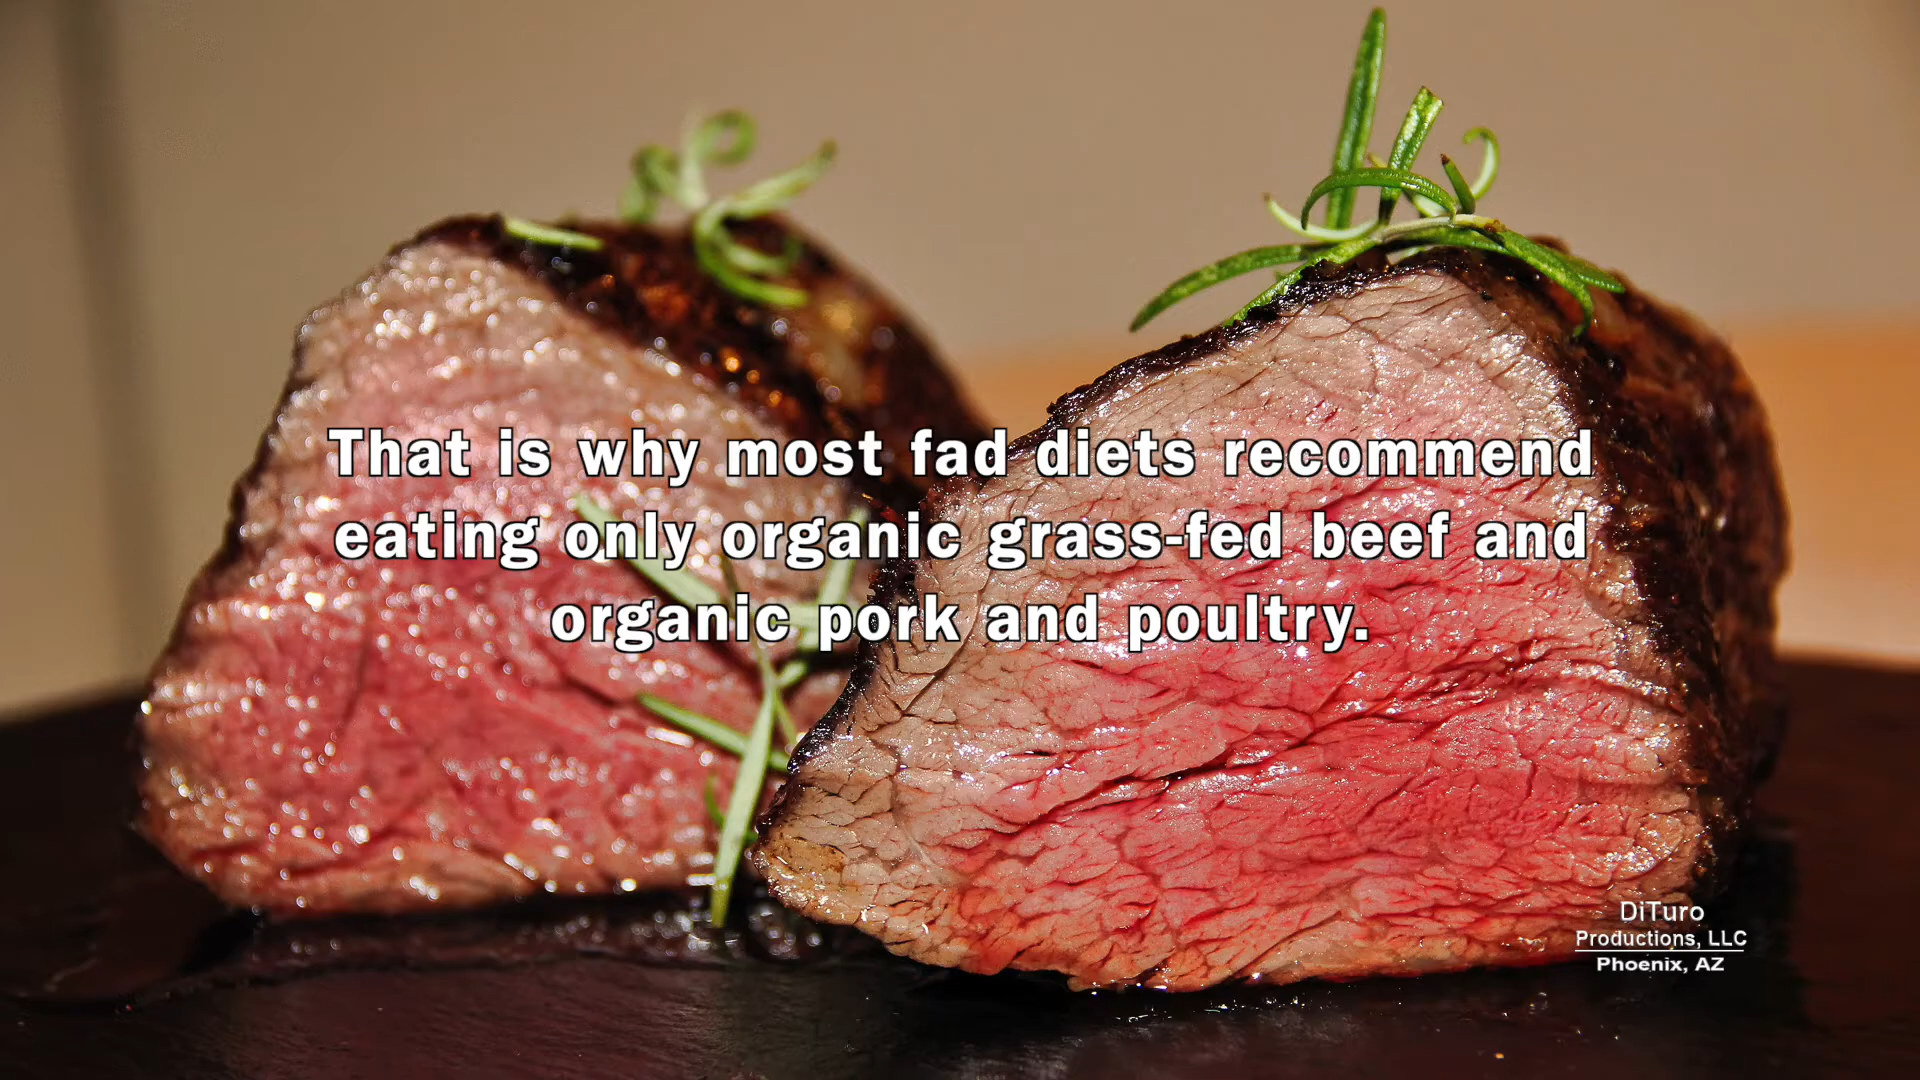 That is why most fad diets recommend
eating only organic grass-fed beef and
organic pork and poultry.
DiTuro
Productions, LLC
Phoenix, AZ